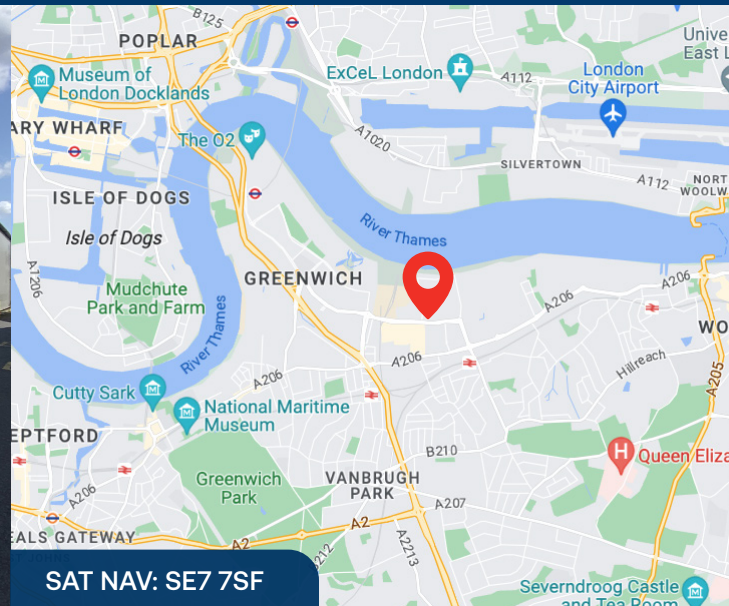 B125
POPLAR
Museum of
London Docklands
ExCeL London
A112
London
City Airport
Unive
East L
ARY WHARF
The O2
A1020
SILVERTOWN
A112
NORT
WOOLW
ISLE OF DOGS
Isle of Dogs
River Thames
A1206
Mudchute
Park and Farm
GREENWICH
River Thames
A206
A206
WO
A206
Hillreach
A205
Cutty Sark
A206
National Maritime
Museum
EPTFORD
B210
Queen Eliza
Greenwich
Park
VANBRUGH
PARK
A206
A207
A2
EALS GATEWAY
A2
B212
A2213
SAT NAV: SE7 7SF
Severndroog Castle
and Tea Room